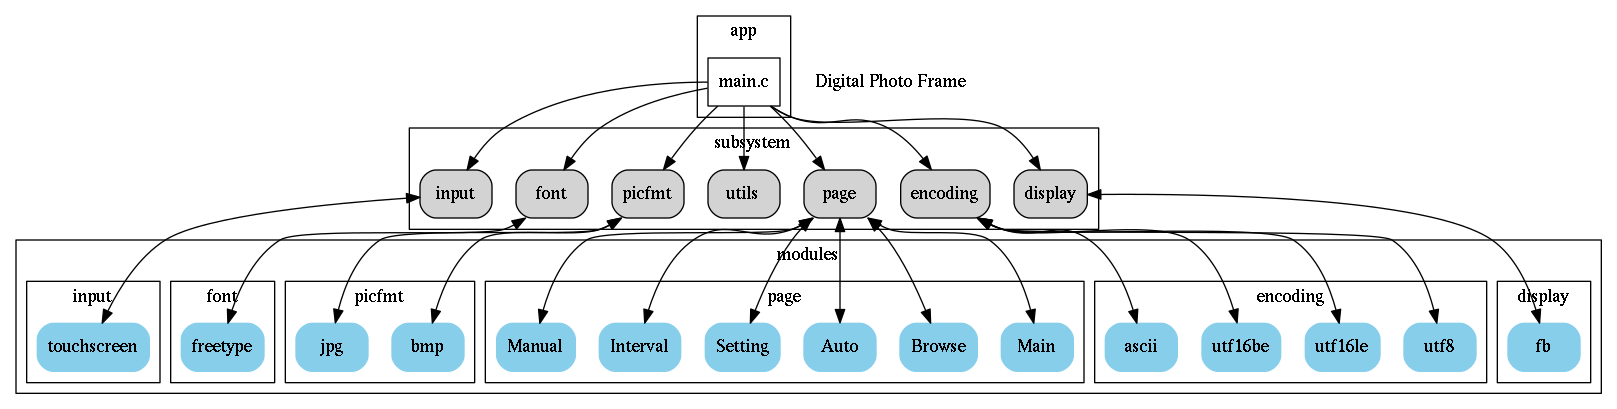 app
main.c
Digital Photo Frame
subsystem
input
font
picfmt
utils
page
encoding
display
modules
input
font
picfmt
page
encoding
display
touchscreen
freetype
jpg
bmp
Manual
Interval
Setting
Auto
Browse
Main
ascii
utf16be
utf16le
utf8
fb